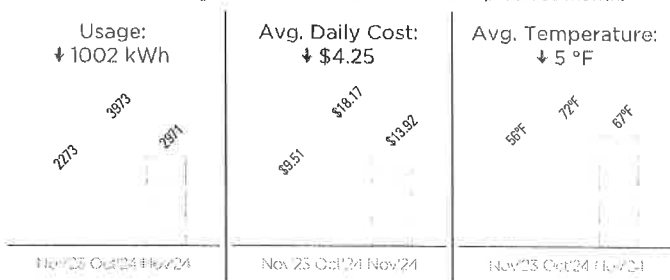 Usage:
↓ 1002 kWh
2273
3973
2971
Nov'23 Oct'24 Nov'24
Avg. Daily Cost:
↓ $4.25
$9.51
$18.17
$13.92
Nov'23 Oct'24 Nov'24
Avg. Temperature:
↓ 5 °F
56°F
72°F
67°F
Nov'23 Oct'24 Nov'24